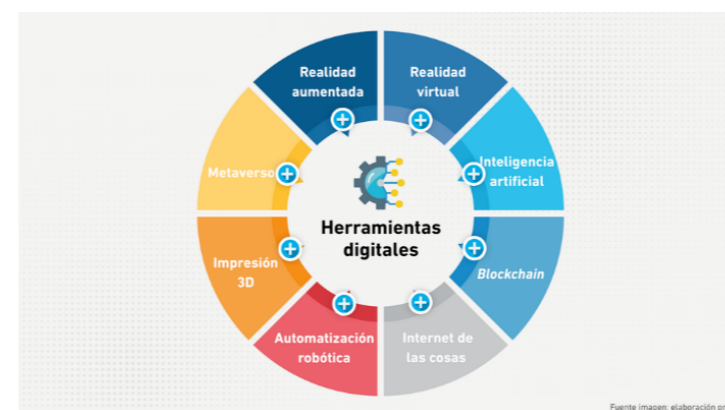 Realidad
aumentada
Realidad
virtual
Inteligencia
artificial
Blockchain
Internet de
las cosas
Automatización
robótica
Impresión
3D
Metaverso
Herramientas
digitales
Fuente imagen: elaboración